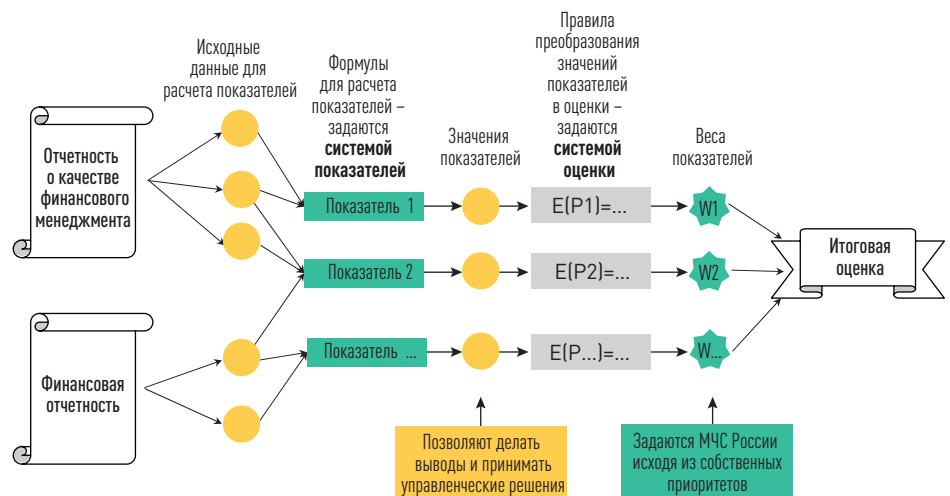 Исходные
данные для
расчета показателей
Формулы
для расчета
показателей –
задаются
системой
показателей
Значения
показателей
Правила
преобразования
значений
показателей
в оценки –
задаются
системой
оценки
Веса
показателей
Отчетность
о качестве
финансового
менеджмента
Показатель 1
E(P1)=...
W1
Показатель 2
E(P2)=...
W2
Итоговая
оценка
Показатель ...
E(P...)=...
W...
Финансовая
отчетность
Позволяют делать
выводы и принимать
управленческие решения
Задаются МЧС России
исходя из собственных
приоритетов